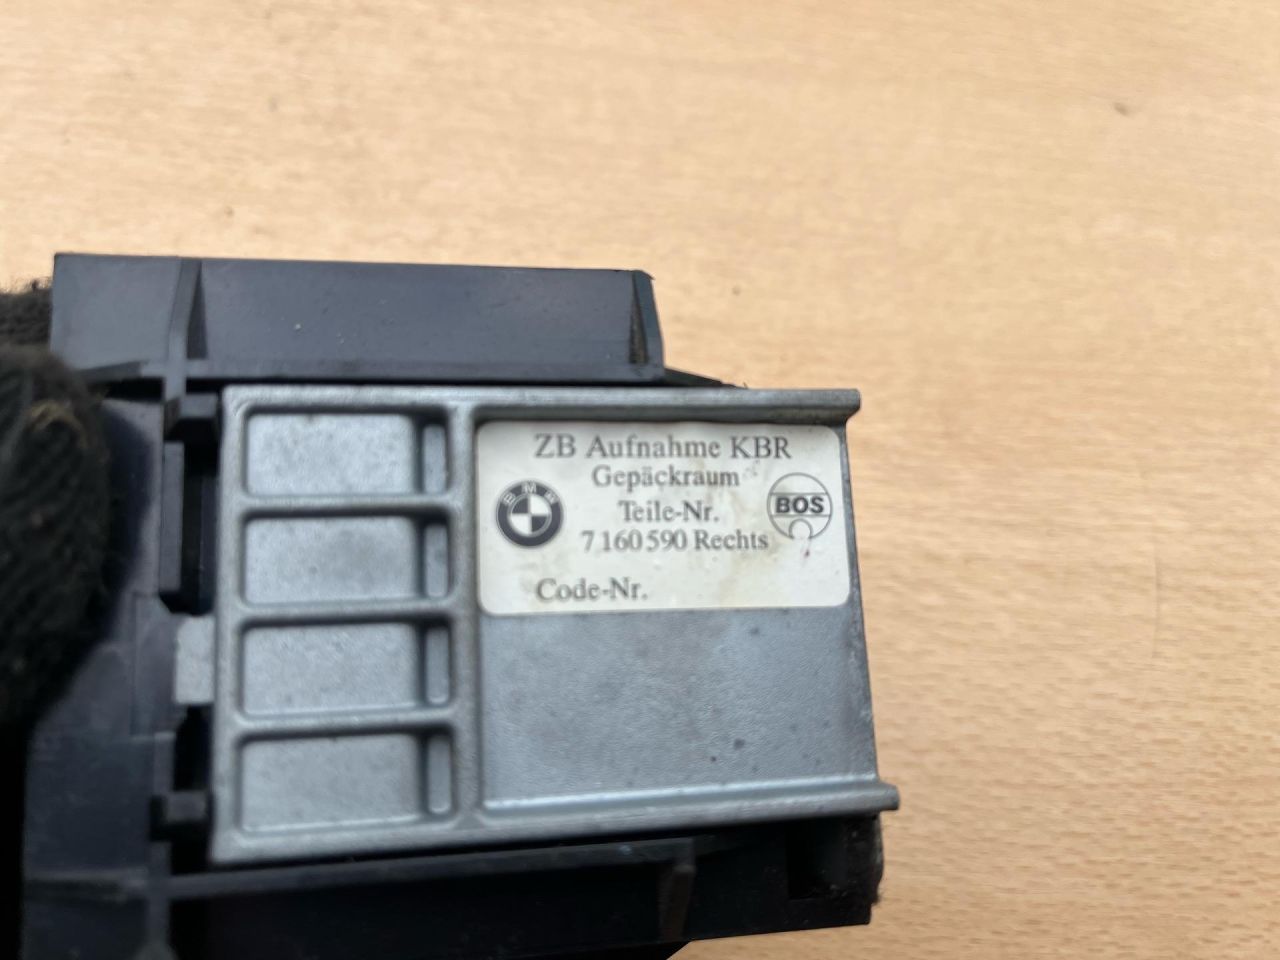 ZB Aufnahme KBR
Gepäckraum
BMW
Teile-Nr.
BOS
7 160 590 Rechts
Code-Nr.